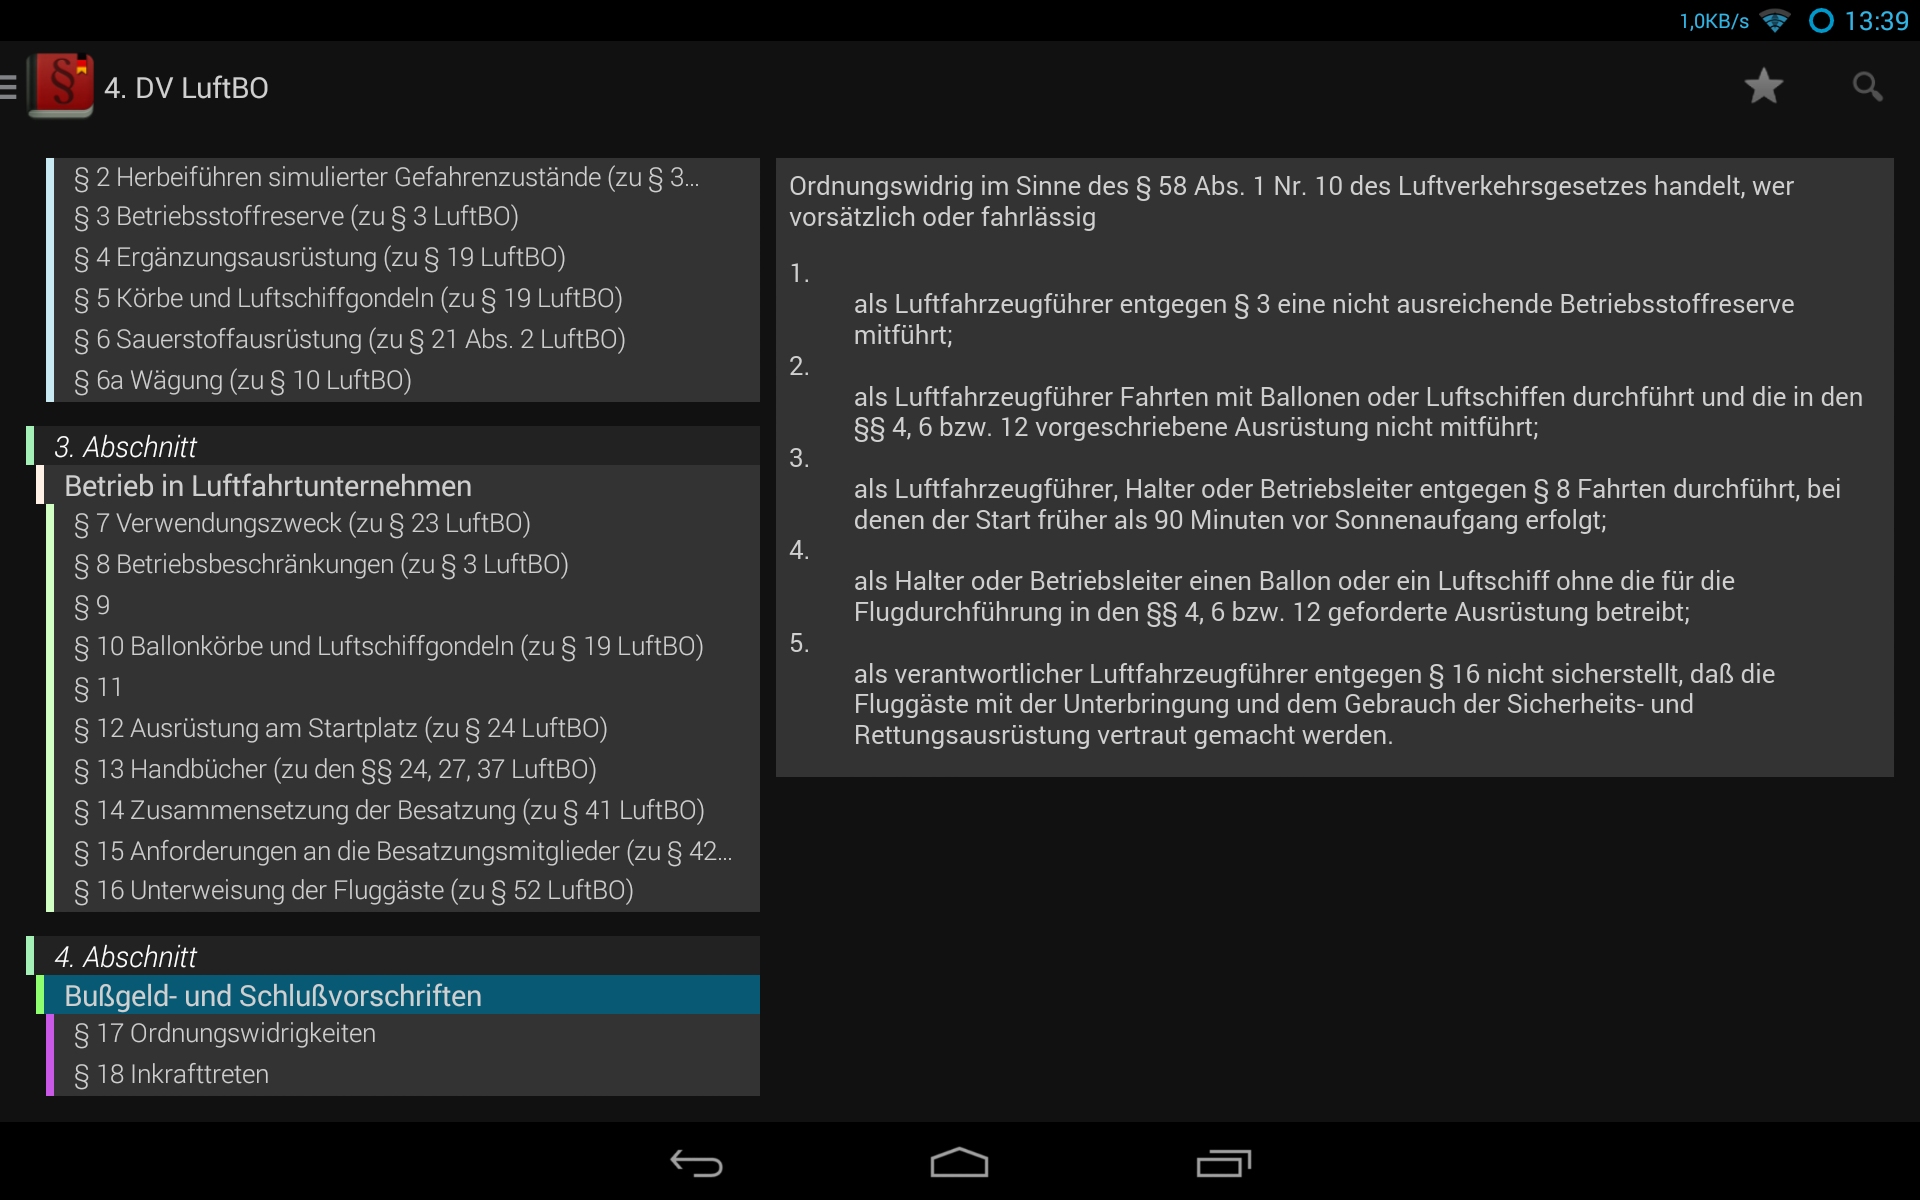 1,0KB/s 13:39
4. DV LuftBO
§ 2 Herbeiführen simulierter Gefahrenzustände (zu § 3...
§ 3 Betriebsstoffreserve (zu § 3 LuftBO)
§ 4 Ergänzungsausrüstung (zu § 19 LuftBO)
§ 5 Körbe und Luftschiffgondeln (zu § 19 LuftBO)
§ 6 Sauerstoffausrüstung (zu § 21 Abs. 2 LuftBO)
§ 6a Wägung (zu § 10 LuftBO)
3. Abschnitt
Betrieb in Luftfahrtunternehmen
§ 7 Verwendungszweck (zu § 23 LuftBO)
§ 8 Betriebsbeschränkungen (zu § 3 LuftBO)
§ 9
§ 10 Ballonkörbe und Luftschiffgondeln (zu § 19 LuftBO)
§ 11
§ 12 Ausrüstung am Startplatz (zu § 24 LuftBO)
§ 13 Handbücher (zu den §§ 24, 27, 37 LuftBO)
§ 14 Zusammensetzung der Besatzung (zu § 41 LuftBO)
§ 15 Anforderungen an die Besatzungsmitglieder (zu § 42...
§ 16 Unterweisung der Fluggäste (zu § 52 LuftBO)
4. Abschnitt
Bußgeld- und Schlußvorschriften
§ 17 Ordnungswidrigkeiten
§ 18 Inkrafttreten
Ordnungswidrig im Sinne des § 58 Abs. 1 Nr. 10 des Luftverkehrsgesetzes handelt, wer
vorsätzlich oder fahrlässig
1.
als Luftfahrzeugführer entgegen § 3 eine nicht ausreichende Betriebsstoffreserve
mitführt;
2.
als Luftfahrzeugführer Fahrten mit Ballonen oder Luftschiffen durchführt und die in den
§§ 4, 6 bzw. 12 vorgeschriebene Ausrüstung nicht mitführt;
3.
als Luftfahrzeugführer, Halter oder Betriebsleiter entgegen § 8 Fahrten durchführt, bei
denen der Start früher als 90 Minuten vor Sonnenaufgang erfolgt;
4.
als Halter oder Betriebsleiter einen Ballon oder ein Luftschiff ohne die für die
Flugdurchführung in den §§ 4, 6 bzw. 12 geforderte Ausrüstung betreibt;
5.
als verantwortlicher Luftfahrzeugführer entgegen § 16 nicht sicherstellt, daß die
Fluggäste mit der Unterbringung und dem Gebrauch der Sicherheits- und
Rettungsausrüstung vertraut gemacht werden.